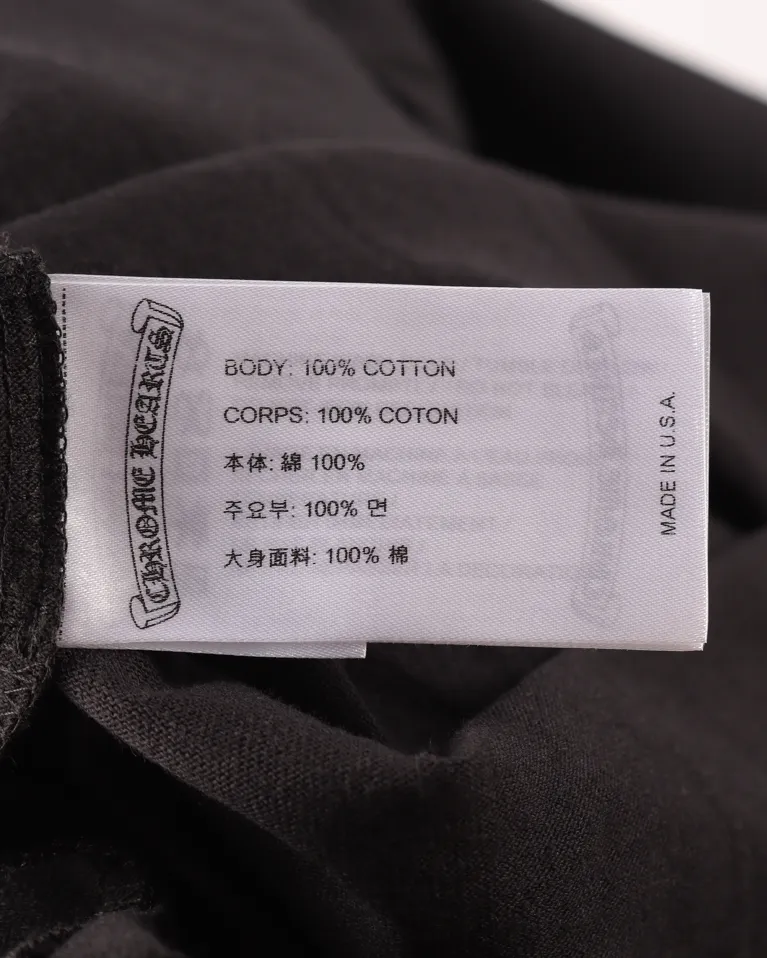 CHROME HEARTS
BODY: 100% COTTON
CORPS: 100% COTON
本体: 綿 100%
주요부: 100% 면
大身面料: 100% 棉
MADE IN U.S.A.